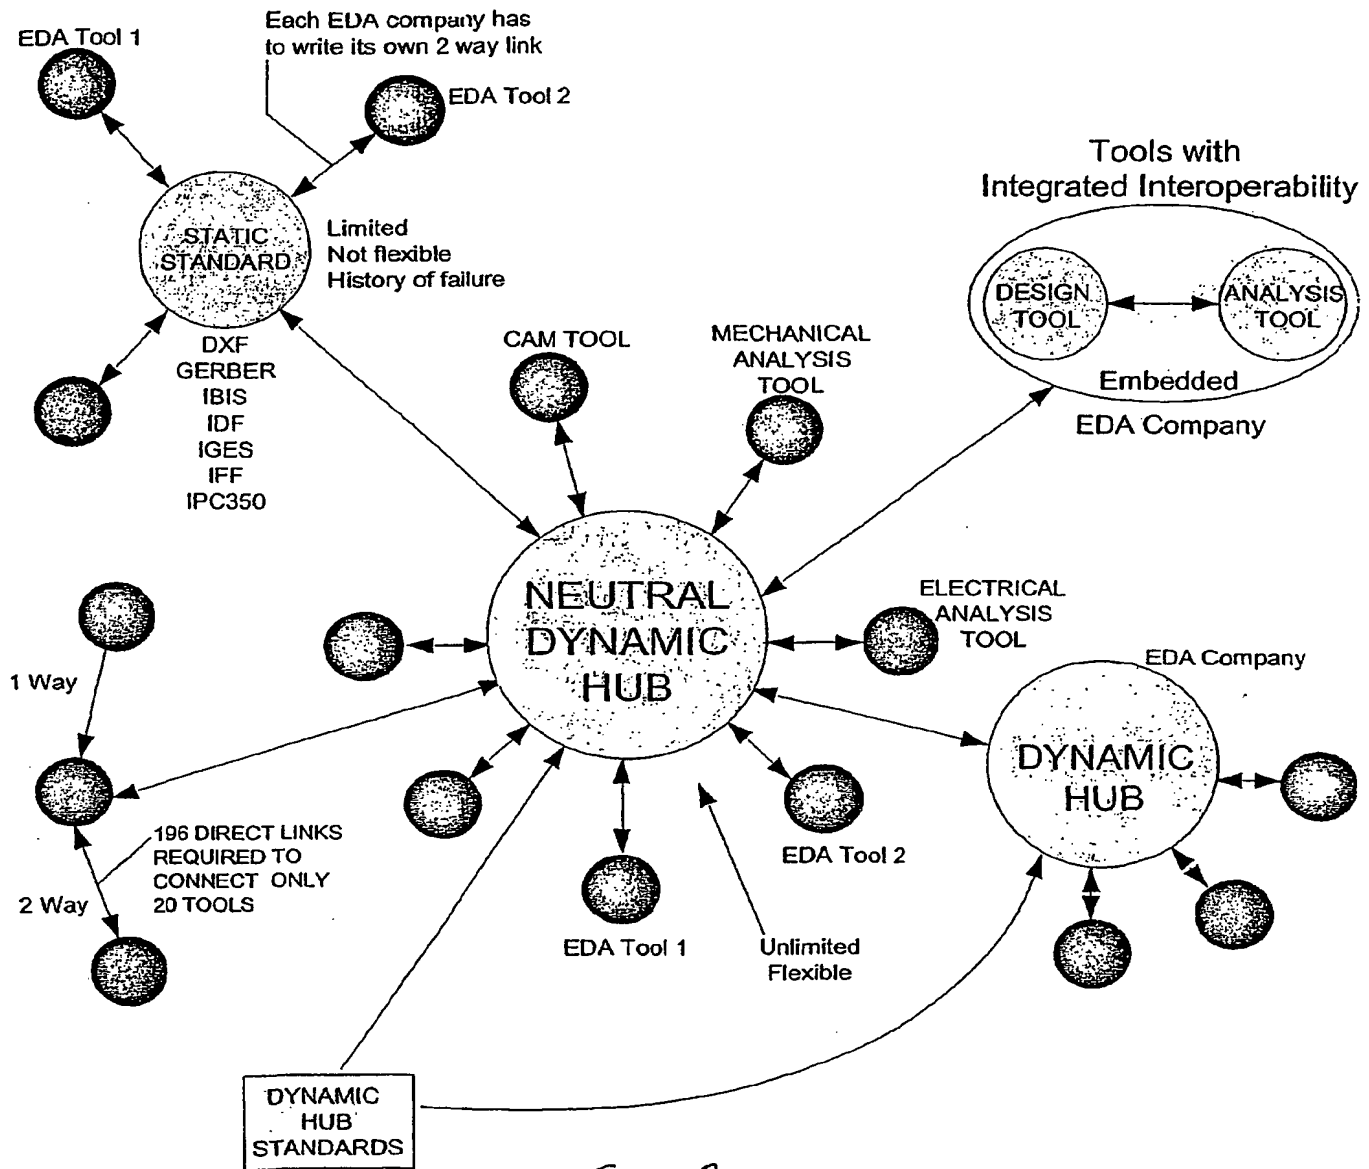 Each EDA company has
to write its own 2 way link
EDA Tool 1
EDA Tool 2
STATIC
STANDARD
Limited
Not flexible
History of failure
DXF
GERBER
IBIS
IDF
IGES
IFF
IPC350
Tools with
Integrated Interoperability
DESIGN
TOOL
ANALYSIS
TOOL
Embedded
EDA Company
CAM TOOL
MECHANICAL
ANALYSIS
TOOL
NEUTRAL
DYNAMIC
HUB
ELECTRICAL
ANALYSIS
TOOL
EDA Company
DYNAMIC
HUB
1 Way
196 DIRECT LINKS
REQUIRED TO
CONNECT ONLY
20 TOOLS
2 Way
EDA Tool 2
EDA Tool 1
Unlimited
Flexible
DYNAMIC
HUB
STANDARDS